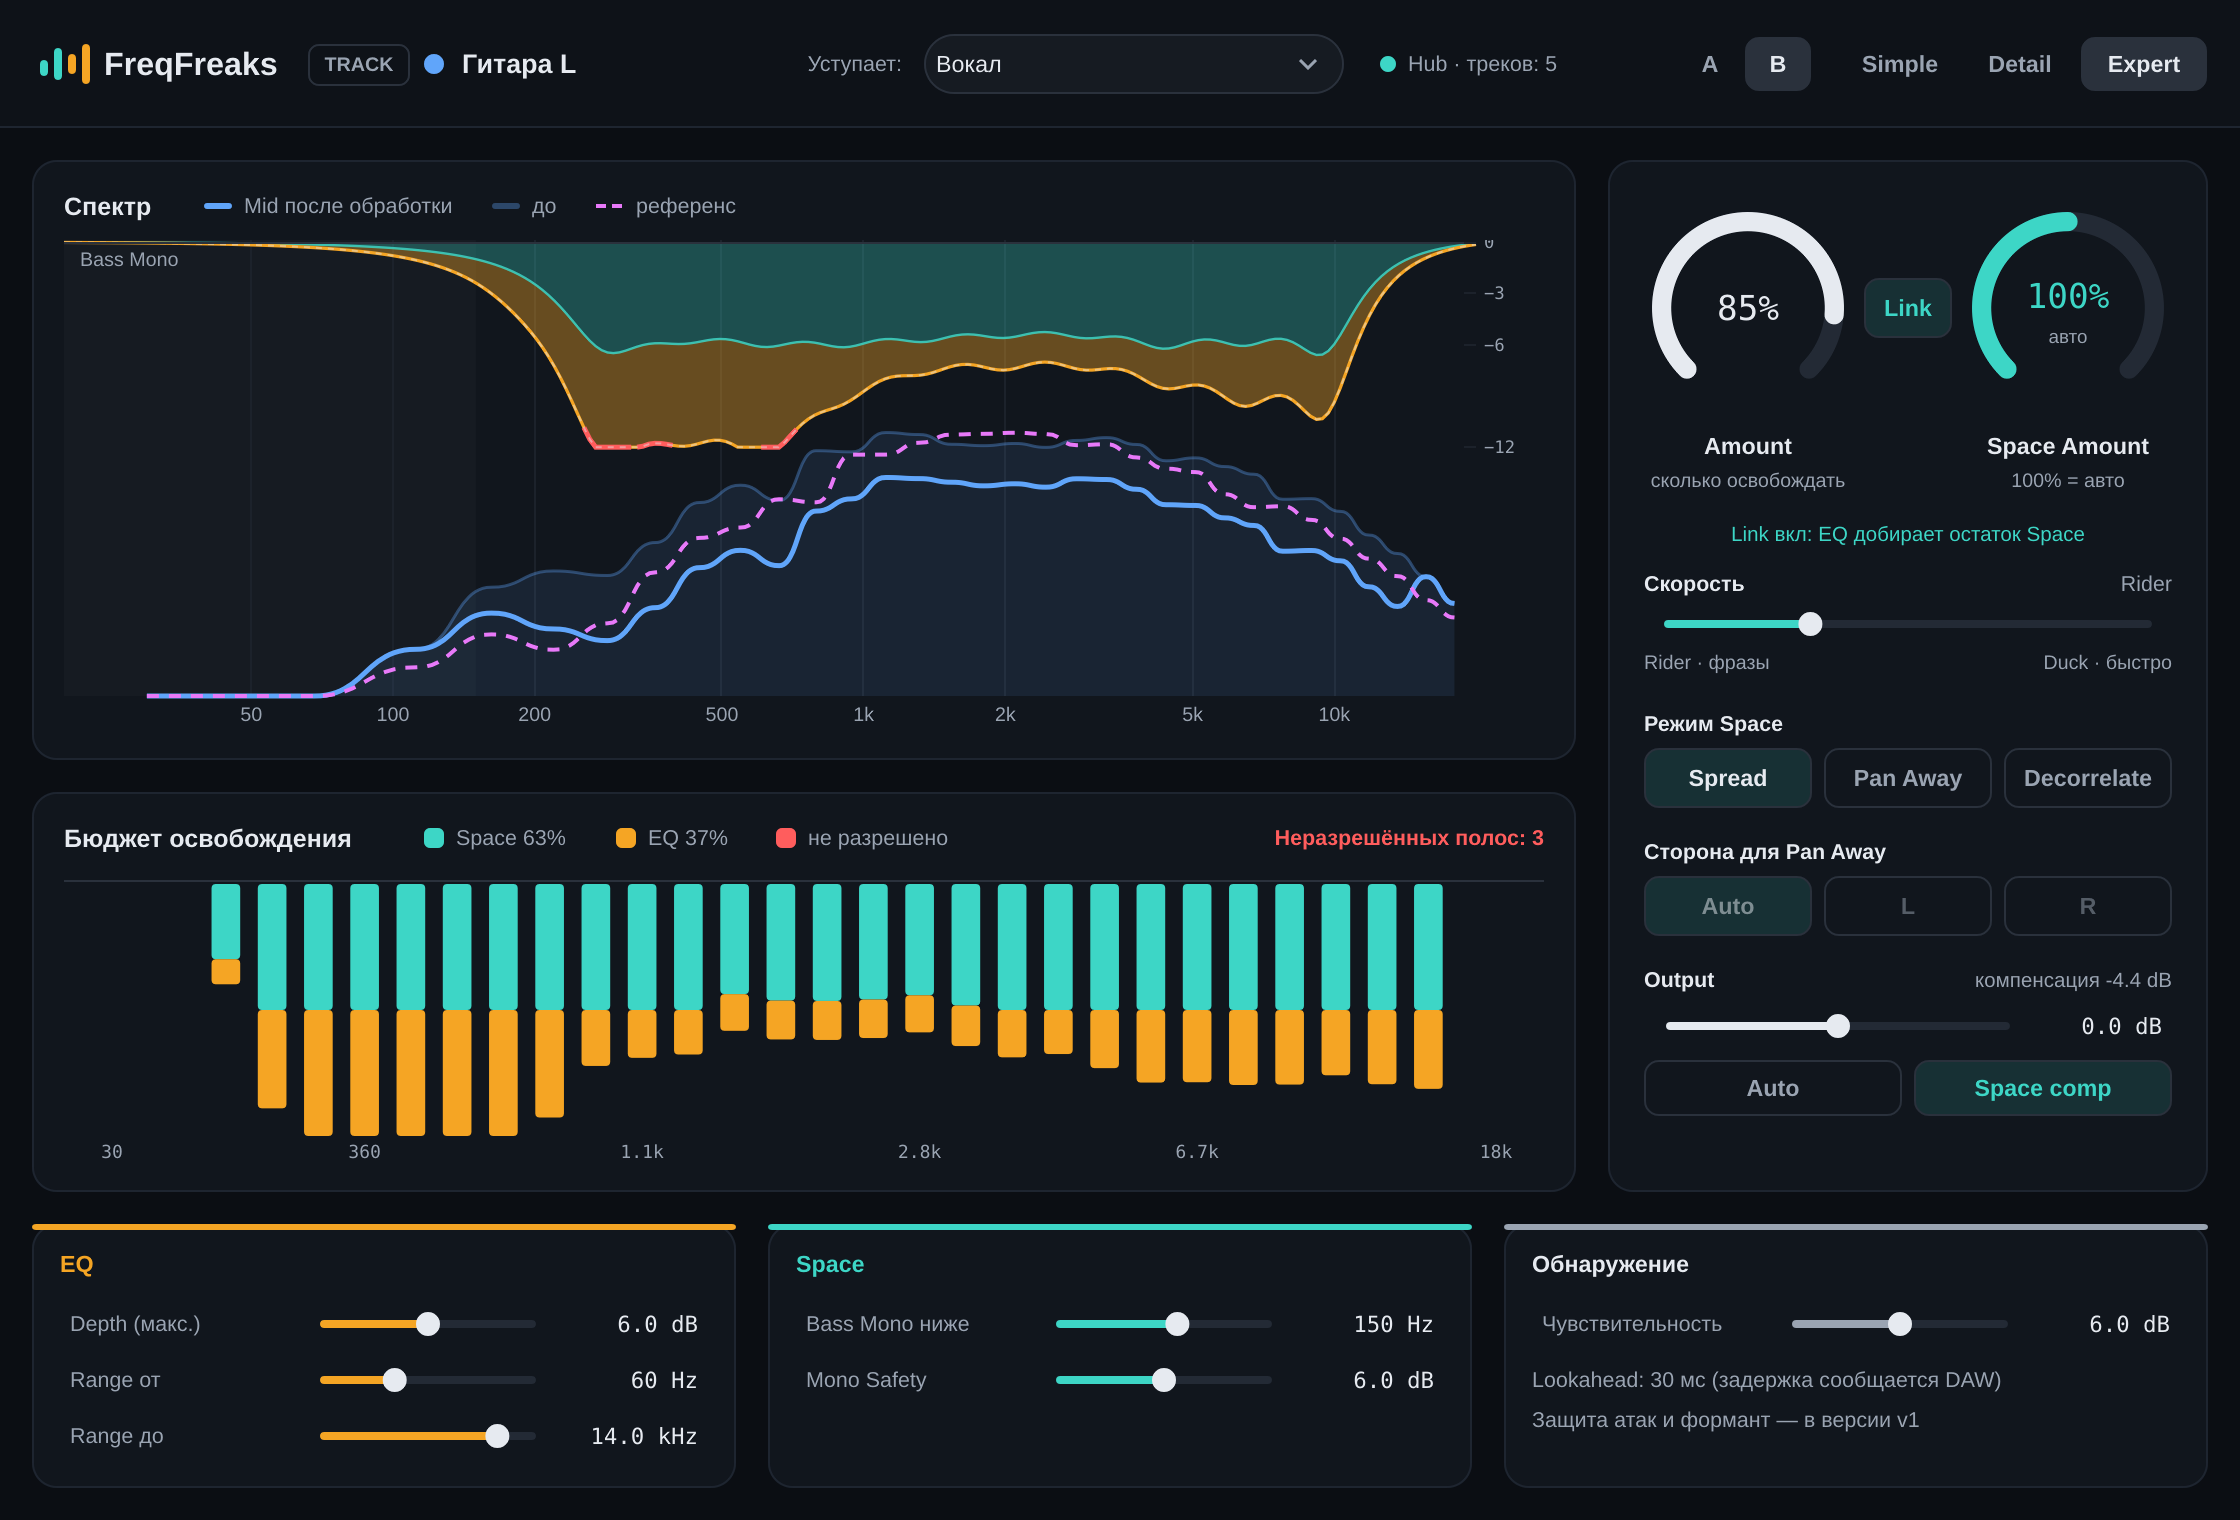 FreqFreaks TRACK Гитара L Уступает: Вокал Hub · треков: 5 A B Simple Detail Expert
Спектр Mid после обработки до референс
Bass Mono
0
−3
−6
−12
50 100 200 500 1k 2k 5k 10k
Бюджет освобождения Space 63% EQ 37% не разрешено Неразрешённых полос: 3
30 360 1.1k 2.8k 6.7k 18k
85% Link 100%
авто
Amount Space Amount
сколько освобождать 100% = авто
Link вкл: EQ добирает остаток Space
Скорость Rider
Rider · фразы Duck · быстро
Режим Space
Spread Pan Away Decorrelate
Сторона для Pan Away
Auto L R
Output компенсация -4.4 dB
0.0 dB
Auto Space comp
EQ
Depth (макс.) 6.0 dB
Range от 60 Hz
Range до 14.0 kHz
Space
Bass Mono ниже 150 Hz
Mono Safety 6.0 dB
Обнаружение
Чувствительность 6.0 dB
Lookahead: 30 мс (задержка сообщается DAW)
Защита атак и формант — в версии v1